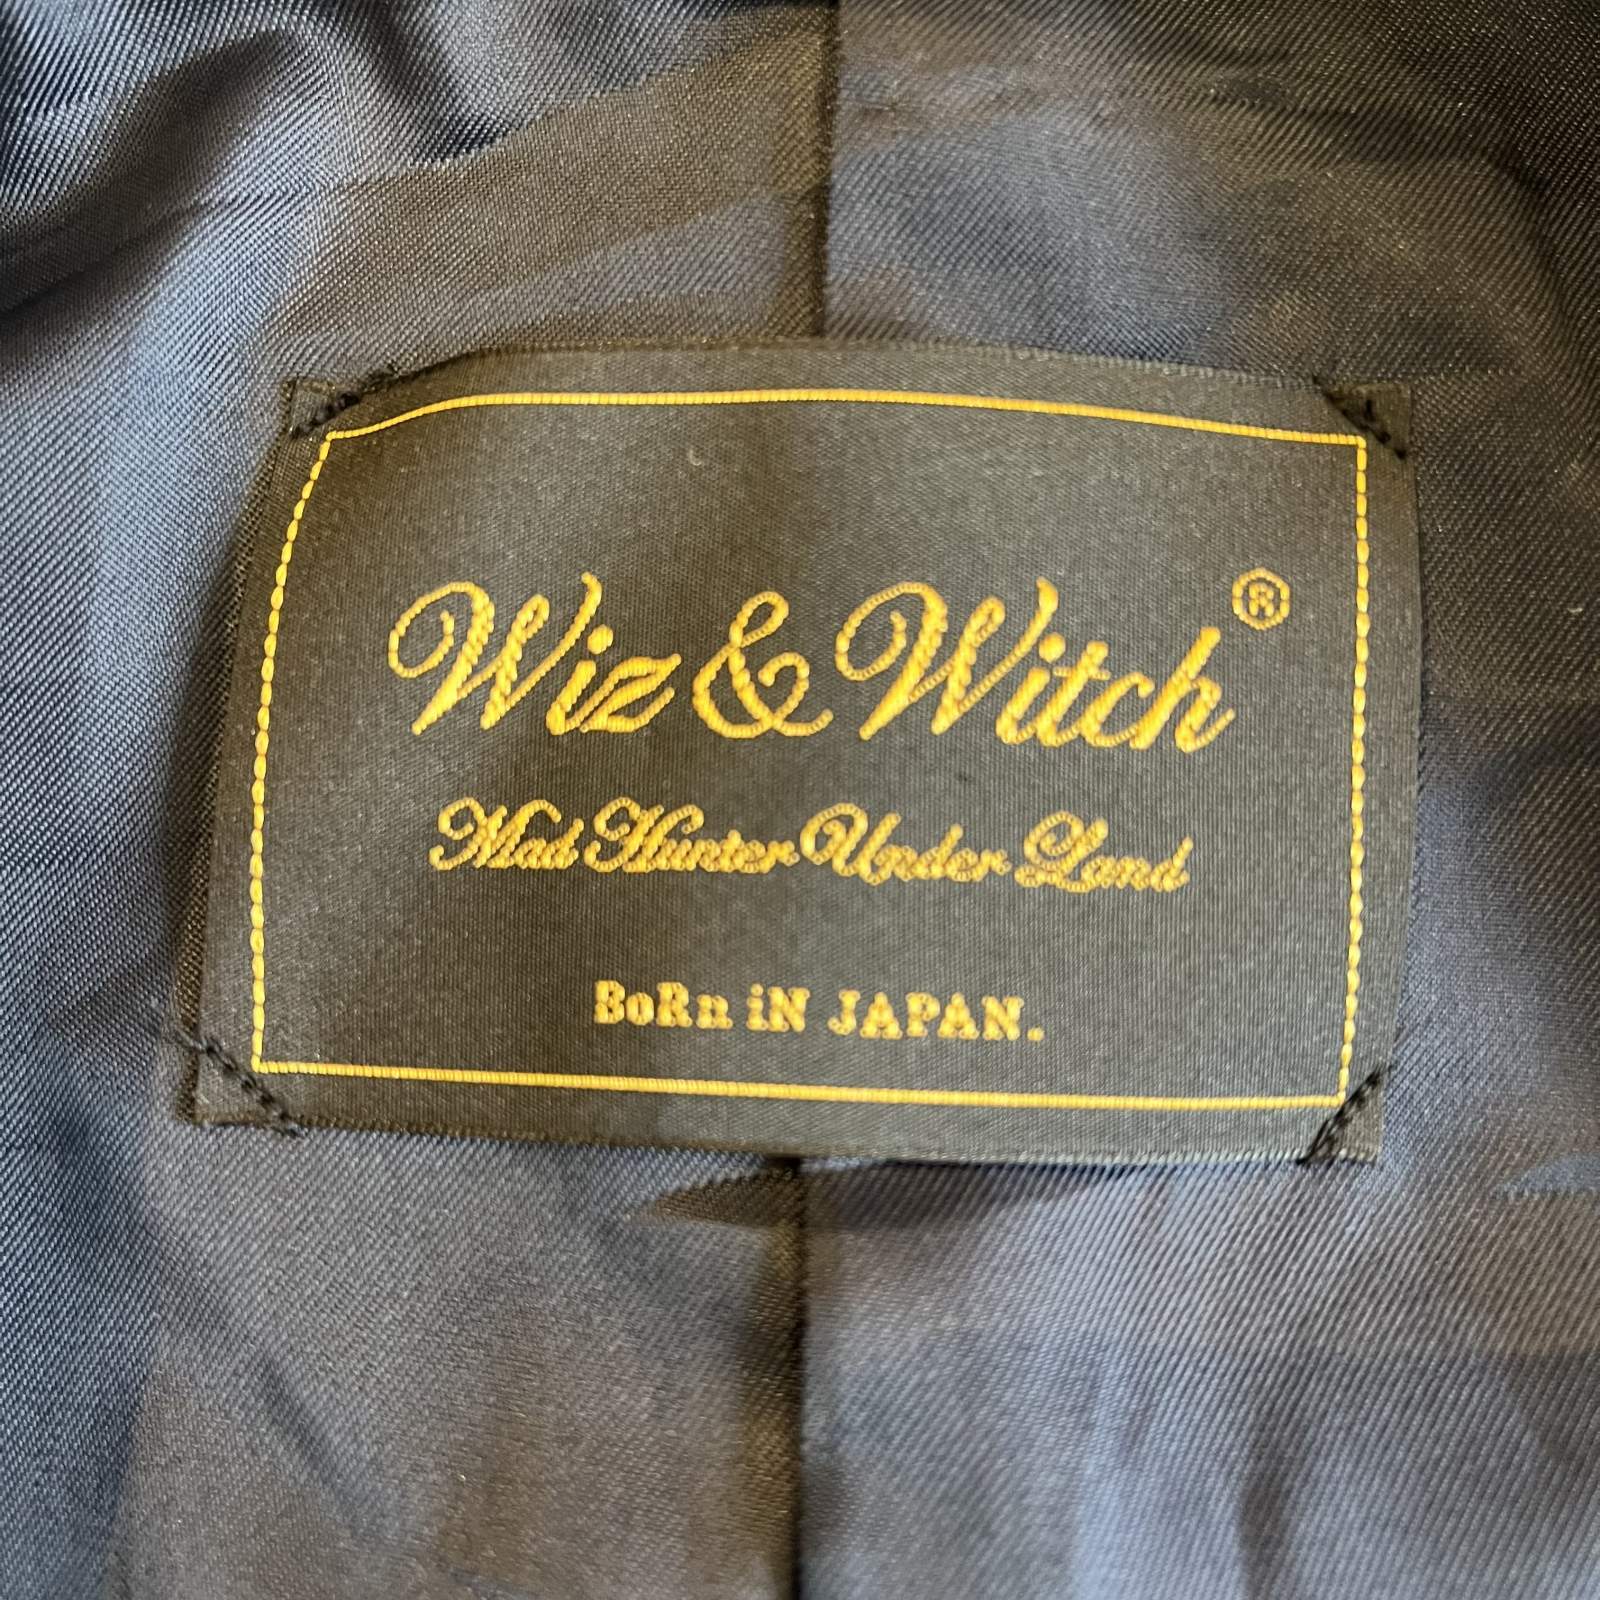 Wiz & Witch®
Mad Hunter Under Land
BoRn iN JAPAN.